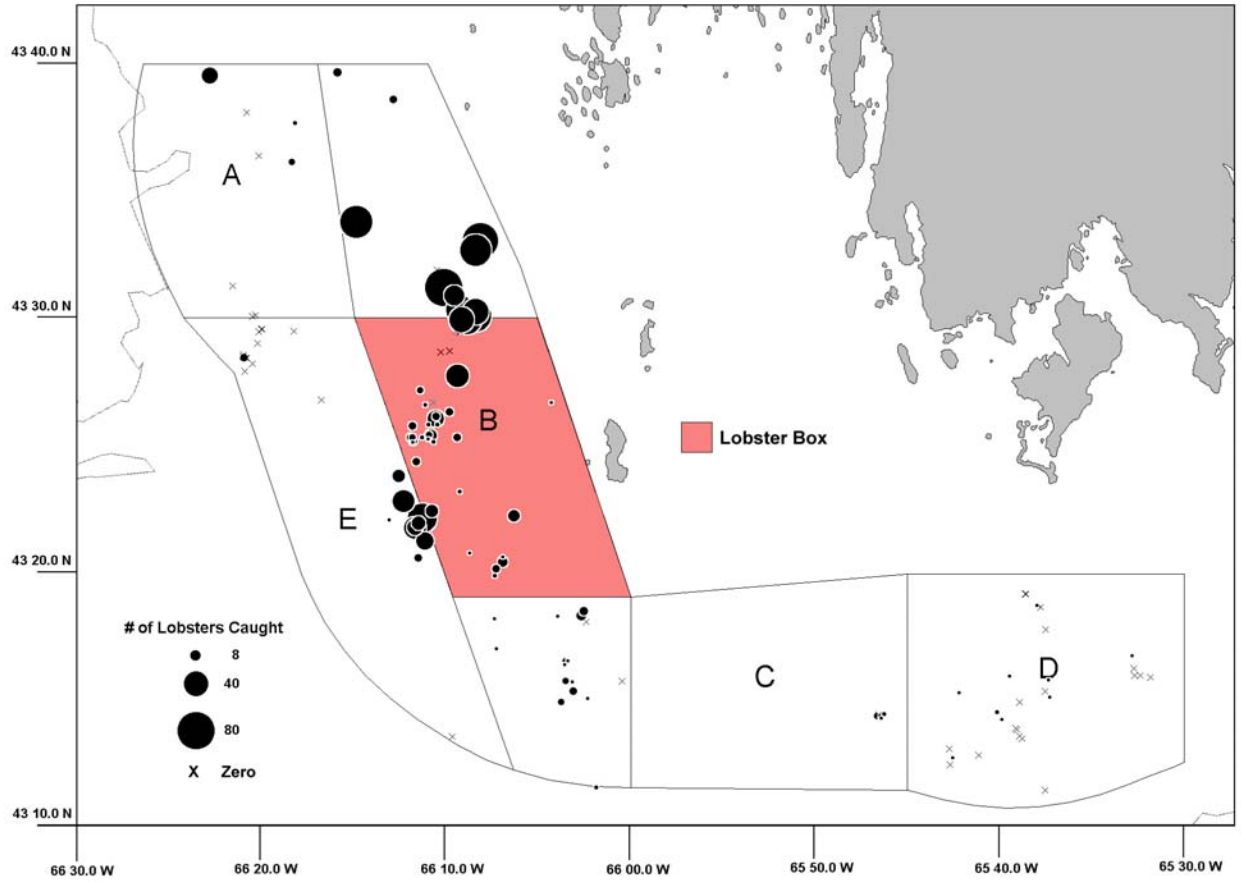 43 40.0 N
A
43 30.0 N
B
Lobster Box
E
43 20.0 N
# of Lobsters Caught
8
40
80
X Zero
C
D
43 10.0 N
66 30.0 W
66 20.0 W
66 10.0 W
66 00.0 W
65 50.0 W
65 40.0 W
65 30.0 W